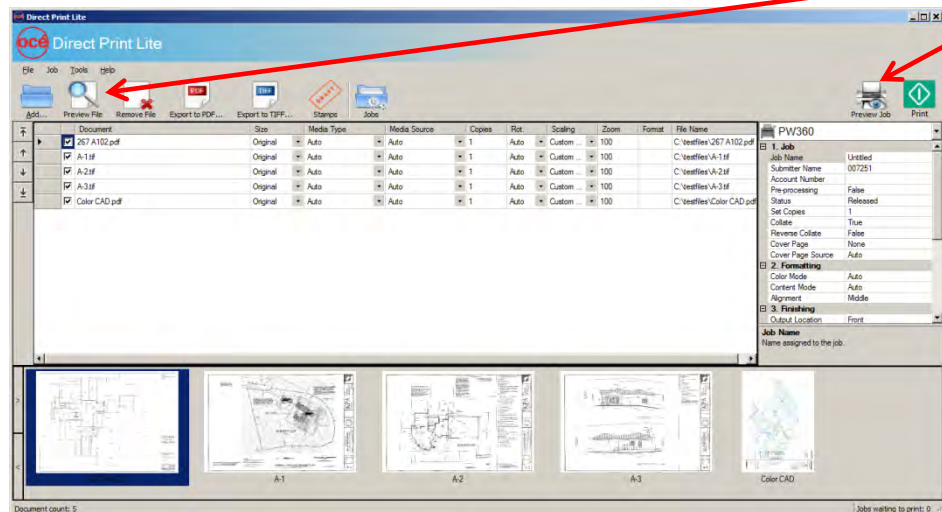 Direct Print Lite
océ Direct Print Lite
File Job Tools Help
PDF TIFF STAMPS
Add... Preview File Remove File Export to PDF... Export to TIFF... Stamps Jobs Preview Job Print
Document Size Media Type Media Source Copies Rot. Scaling Zoom Format File Name
267 A102.pdf Original Auto Auto 1 Auto Custom ... 100 C:\testfiles\267 A102.pdf
A-1.tif Original Auto Auto 1 Auto Custom ... 100 C:\testfiles\A-1.tif
A-2.tif Original Auto Auto 1 Auto Custom ... 100 C:\testfiles\A-2.tif
A-3.tif Original Auto Auto 1 Auto Custom ... 100 C:\testfiles\A-3.tif
Color CAD.pdf Original Auto Auto 1 Auto Custom ... 100 C:\testfiles\Color CAD.pdf
PW360
1. Job
Job Name Untitled
Submitter Name 007251
Account Number
Pre-processing False
Status Released
Set Copies 1
Collate True
Reverse Collate False
Cover Page None
Cover Page Source Auto
2. Formatting
Color Mode Auto
Content Mode Auto
Alignment Middle
3. Finishing
Output Location Front
Job Name
Name assigned to the job.
A-1 A-2 A-3 Color CAD
Document count: 5 Jobs waiting to print: 0